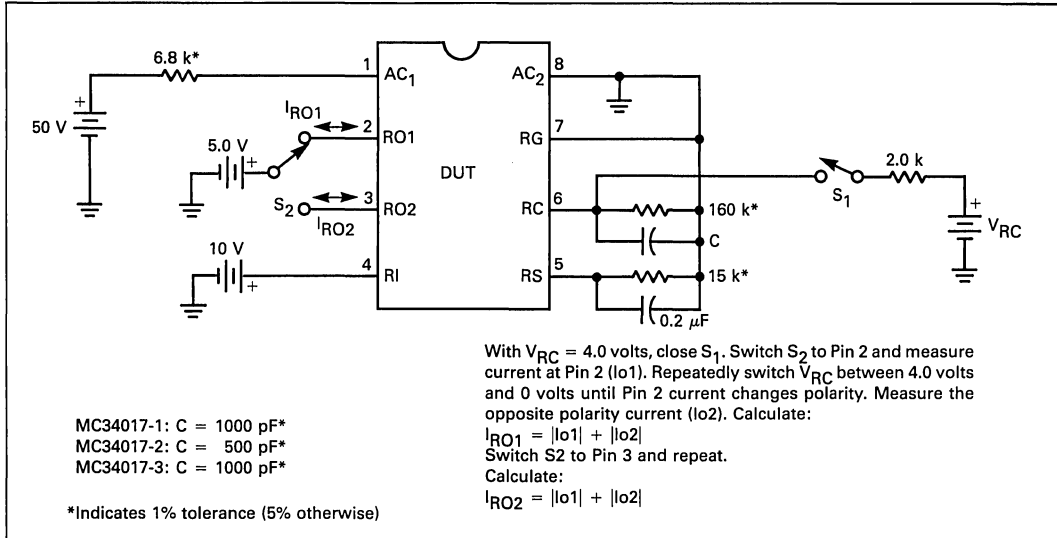 6.8 k*
50 V
+
1
AC1
AC2
8
IRO1
2
RO1
RG
7
5.0 V
+
DUT
S2
3
RO2
IRO2
RC
6
160 k*
C
S1
2.0 k
+
VRC
10 V
+
4
RI
RS
5
15 k*
0.2 μF
With VRC = 4.0 volts, close S1. Switch S2 to Pin 2 and measure
current at Pin 2 (Io1). Repeatedly switch VRC between 4.0 volts
and 0 volts until Pin 2 current changes polarity. Measure the
opposite polarity current (Io2). Calculate:
IRO1 = |Io1| + |Io2|
Switch S2 to Pin 3 and repeat.
Calculate:
IRO2 = |Io1| + |Io2|
MC34017-1: C = 1000 pF*
MC34017-2: C = 500 pF*
MC34017-3: C = 1000 pF*
*Indicates 1% tolerance (5% otherwise)